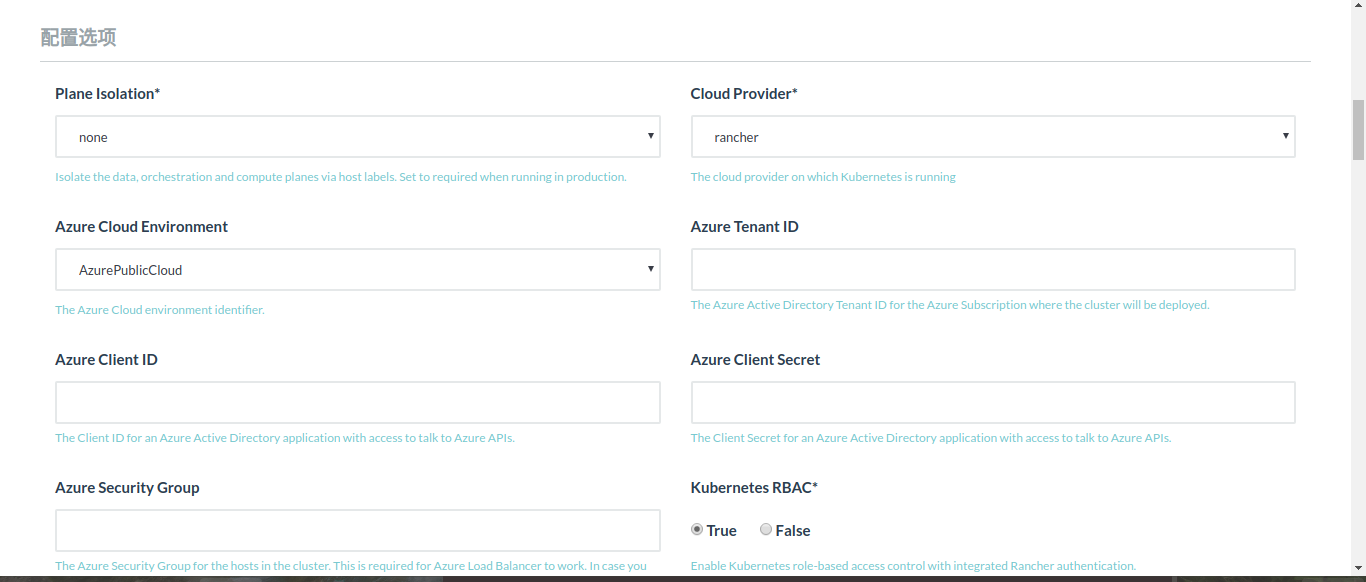 配置选项
Plane Isolation*
Cloud Provider*
none
rancher
Isolate the data, orchestration and compute planes via host labels. Set to required when running in production.
The cloud provider on which Kubernetes is running
Azure Cloud Environment
Azure Tenant ID
AzurePublicCloud
The Azure Cloud environment identifier.
The Azure Active Directory Tenant ID for the Azure Subscription where the cluster will be deployed.
Azure Client ID
Azure Client Secret
The Client ID for an Azure Active Directory application with access to talk to Azure APIs.
The Client Secret for an Azure Active Directory application with access to talk to Azure APIs.
Azure Security Group
Kubernetes RBAC*
True False
The Azure Security Group for the hosts in the cluster. This is required for Azure Load Balancer to work. In case you
Enable Kubernetes role-based access control with integrated Rancher authentication.